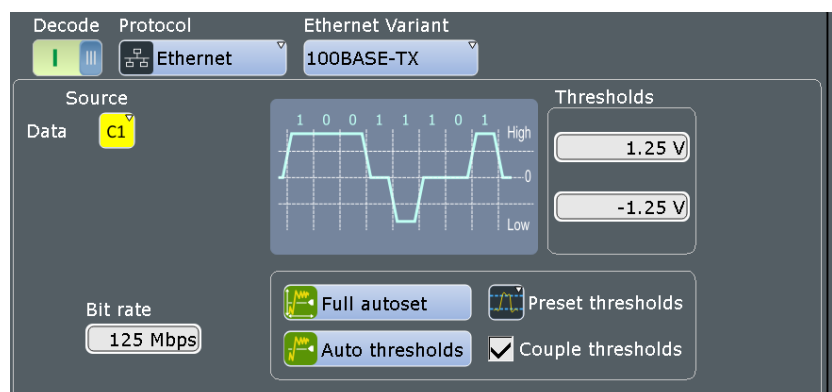 Decode Protocol Ethernet Variant
Ethernet 100BASE-TX
Source Thresholds
Data C1
1 0 0 1 1 1 0 1
High
1.25 V
0
-1.25 V
Low
Bit rate
125 Mbps
Full autoset Preset thresholds
Auto thresholds Couple thresholds